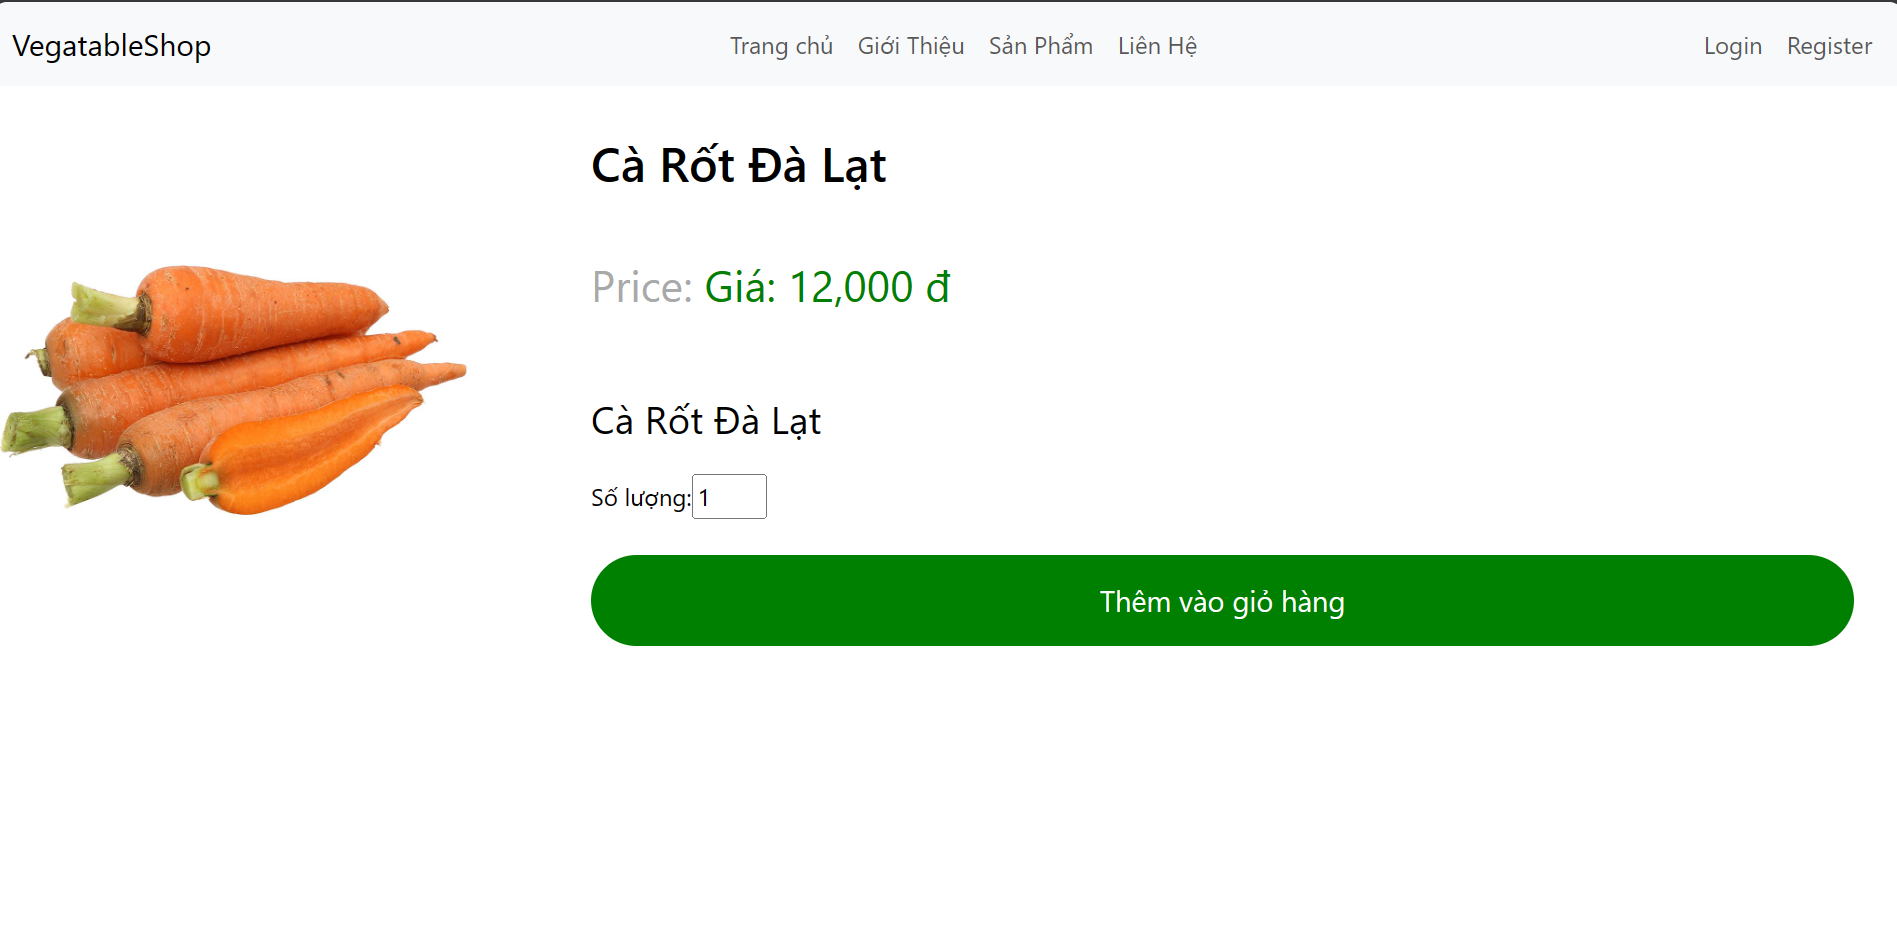 VegatableShop Trang chủ Giới Thiệu Sản Phẩm Liên Hệ Login Register
Cà Rốt Đà Lạt
Price: Giá: 12,000 đ
Cà Rốt Đà Lạt
Số lượng: 1
Thêm vào giỏ hàng